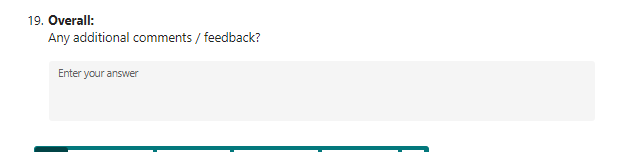 19. Overall:
Any additional comments / feedback?
Enter your answer